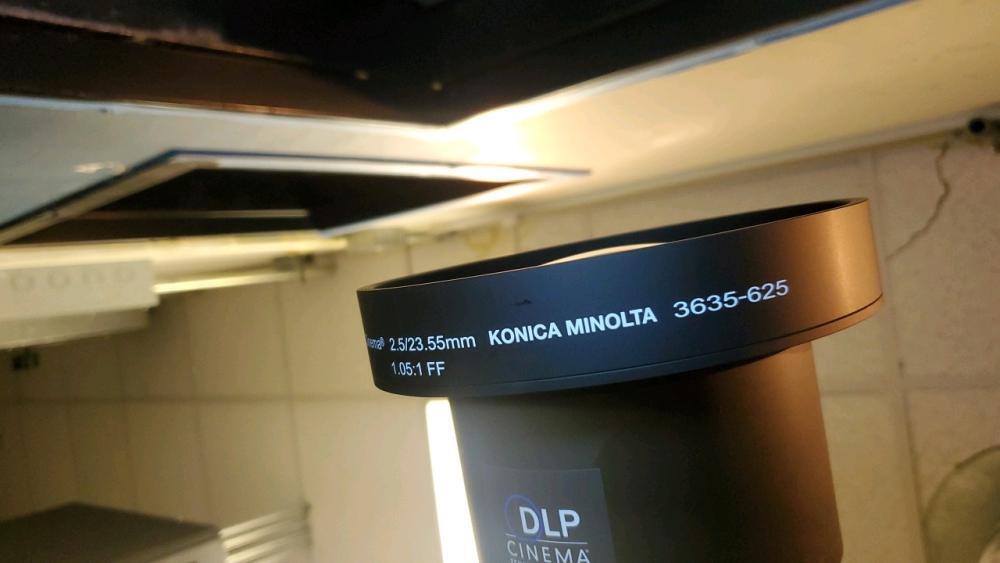 2.5/23.55mm KONICA MINOLTA 3635-625
1.05:1 FF
DLP
CINEMA